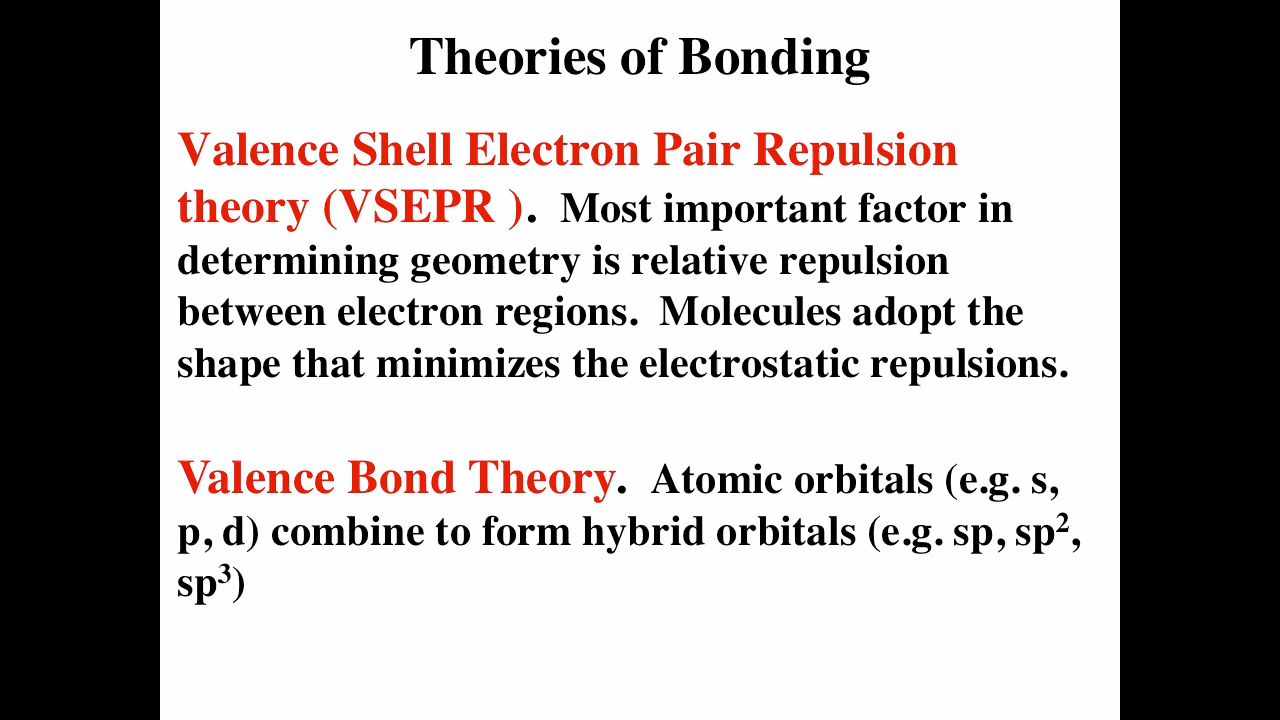 Theories of Bonding
Valence Shell Electron Pair Repulsion
theory (VSEPR ).  Most important factor in
determining geometry is relative repulsion
between electron regions.  Molecules adopt the
shape that minimizes the electrostatic repulsions.
Valence Bond Theory.  Atomic orbitals (e.g. s,
p, d) combine to form hybrid orbitals (e.g. sp, sp²,
sp³)